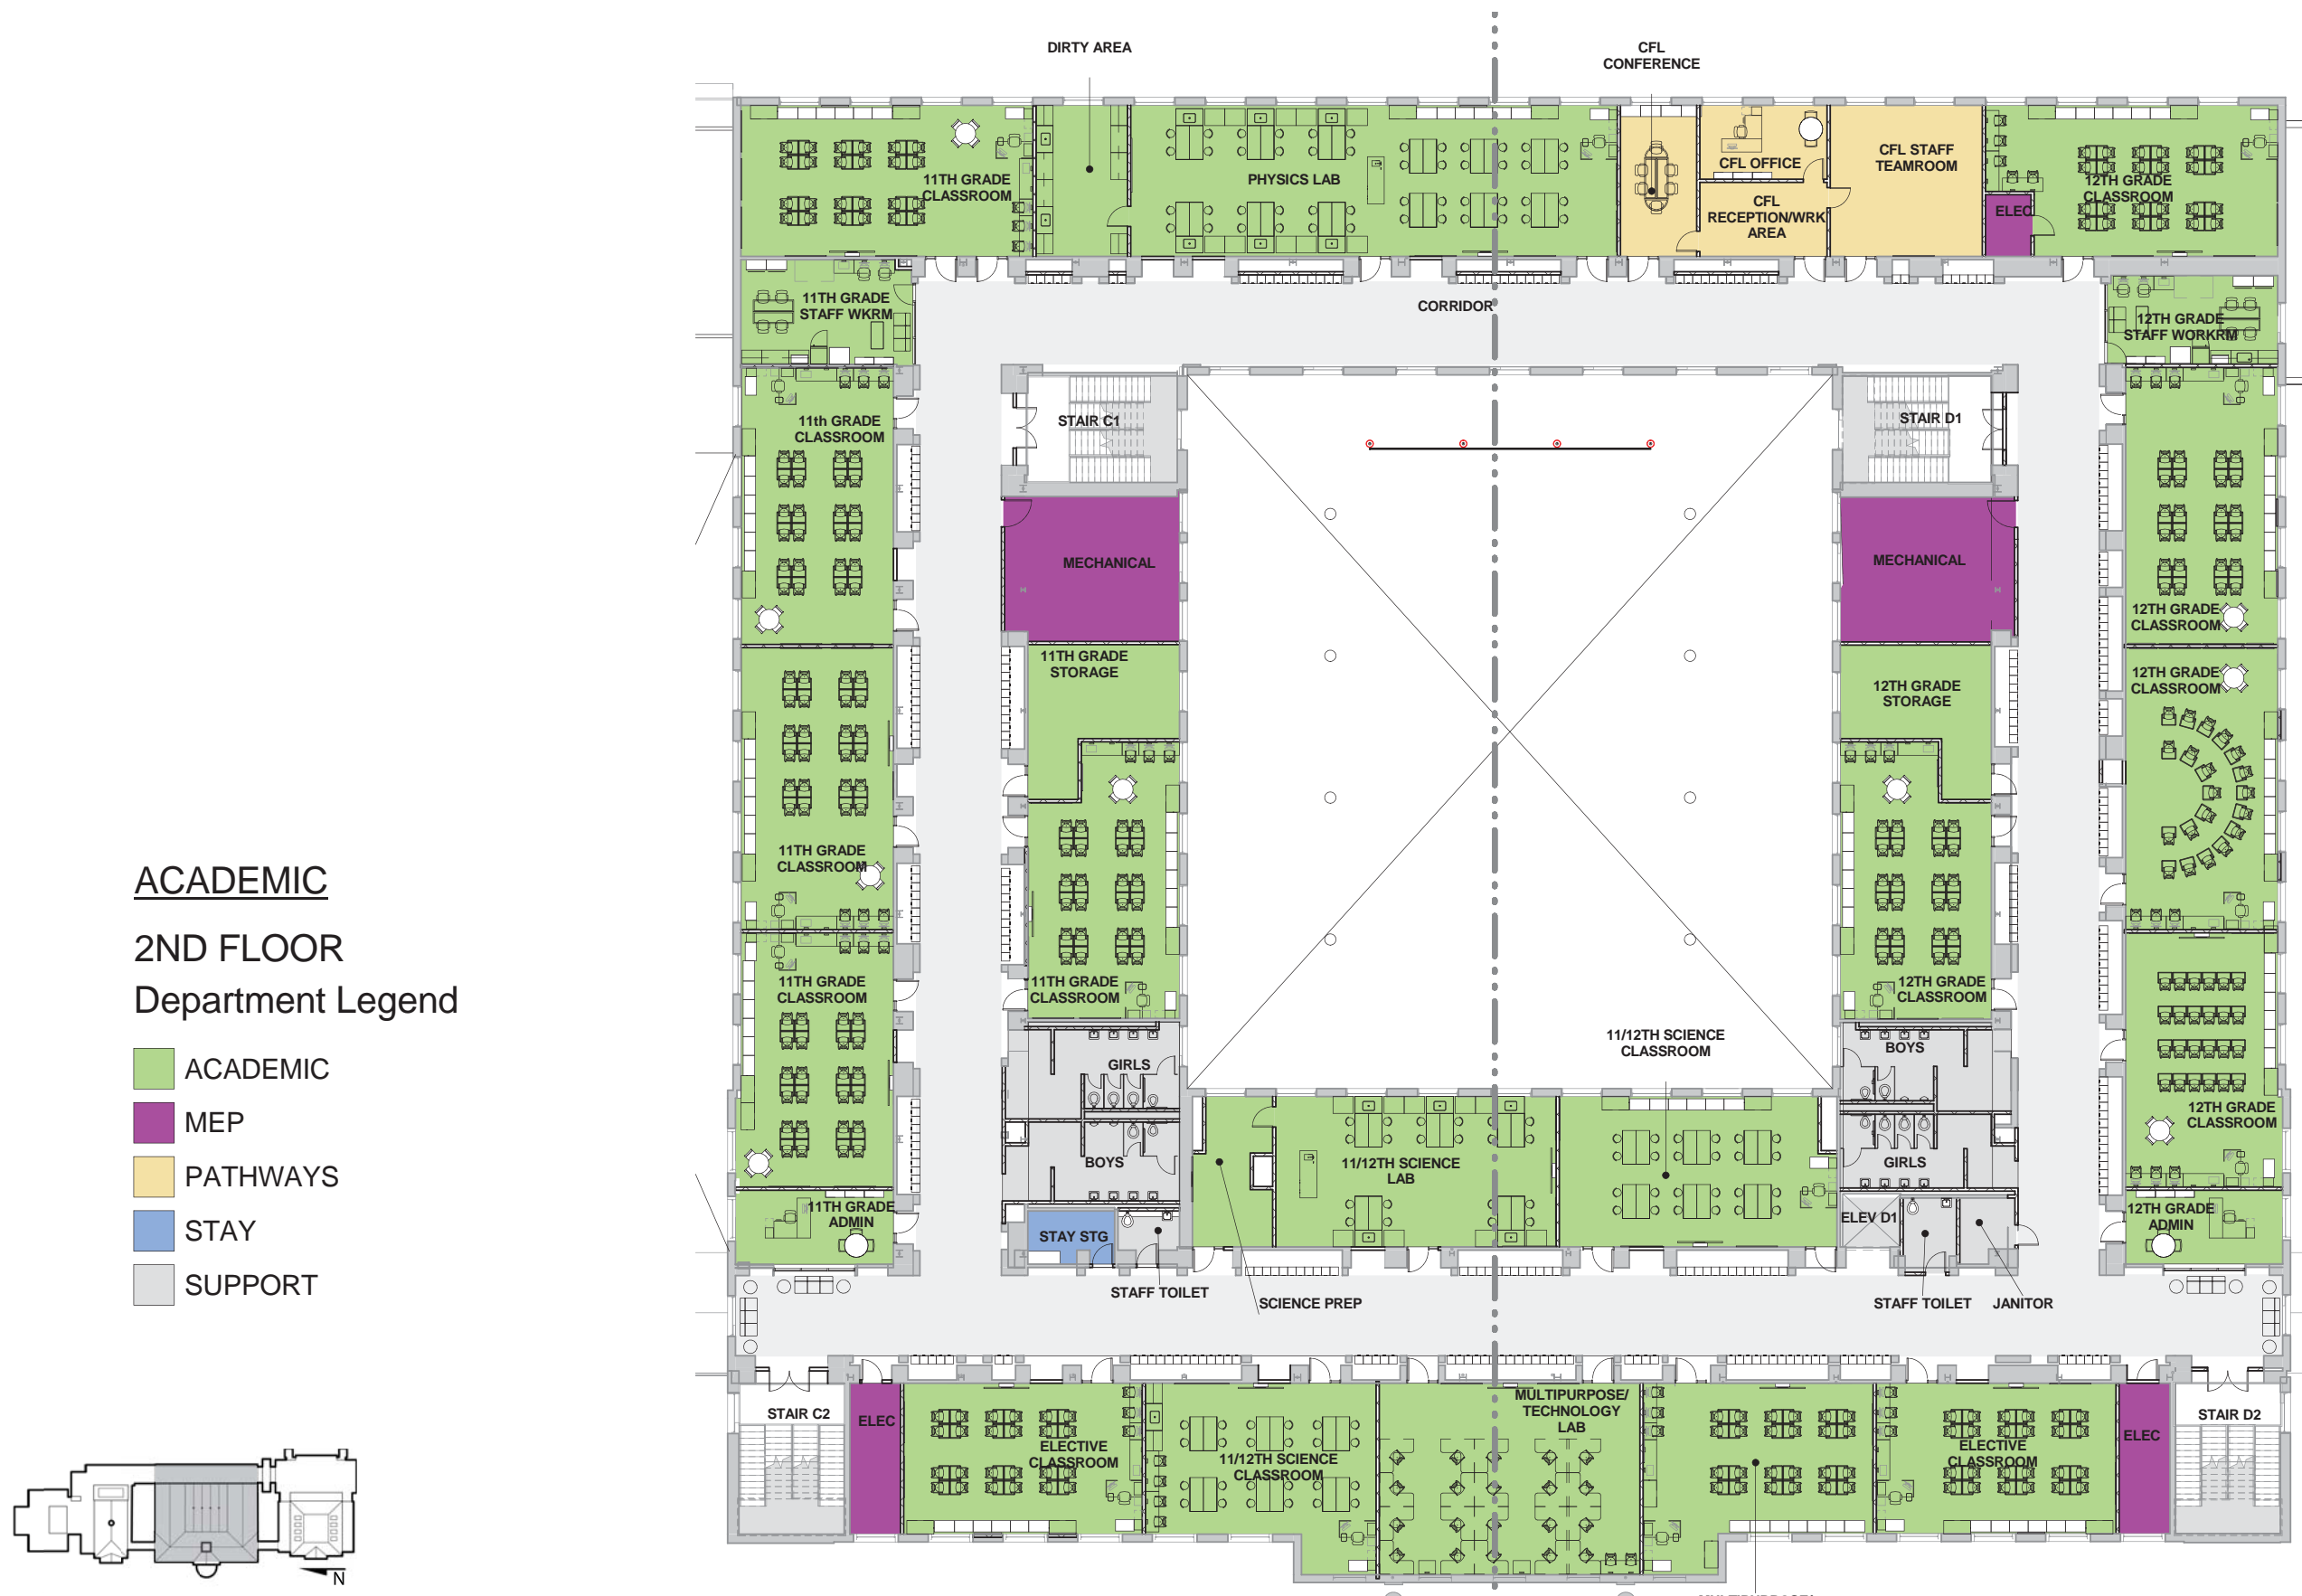 DIRTY AREA
CFL
CONFERENCE
11TH GRADE
CLASSROOM
PHYSICS LAB
CFL OFFICE
CFL STAFF
TEAMROOM
CFL
RECEPTION/WRK
AREA
ELEC
12TH GRADE
CLASSROOM
11TH GRADE
STAFF WKRM
CORRIDOR
12TH GRADE
STAFF WORKRM
11th GRADE
CLASSROOM
STAIR C1
STAIR D1
MECHANICAL
MECHANICAL
12TH GRADE
CLASSROOM
11TH GRADE
STORAGE
12TH GRADE
STORAGE
12TH GRADE
CLASSROOM
11TH GRADE
CLASSROOM
11TH GRADE
CLASSROOM
11TH GRADE
CLASSROOM
12TH GRADE
CLASSROOM
11/12TH SCIENCE
CLASSROOM
GIRLS
BOYS
12TH GRADE
CLASSROOM
BOYS
11/12TH SCIENCE
LAB
GIRLS
11TH GRADE
ADMIN
STAY STG
ELEV D1
12TH GRADE
ADMIN
STAFF TOILET
SCIENCE PREP
STAFF TOILET
JANITOR
STAIR C2
ELEC
ELECTIVE
CLASSROOM
11/12TH SCIENCE
CLASSROOM
MULTIPURPOSE/
TECHNOLOGY
LAB
ELECTIVE
CLASSROOM
ELEC
STAIR D2
ACADEMIC
2ND FLOOR
Department Legend
ACADEMIC
MEP
PATHWAYS
STAY
SUPPORT
N